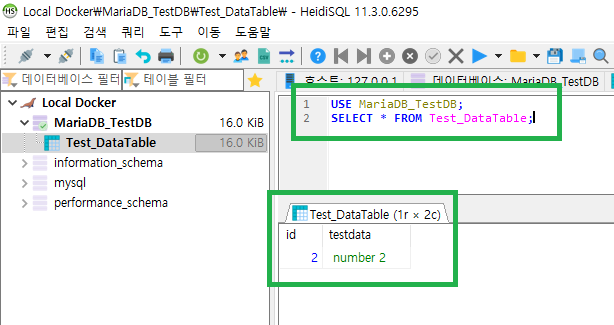 Local Docker₩MariaDB_TestDB₩Test_DataTable₩ - HeidiSQL 11.3.0.6295
파일 편집 검색 쿼리 도구 이동 도움말
데이터베이스 필터 테이블 필터
호스트: 127.0.0.1 데이터베이스: MariaDB_TestDB
Local Docker
MariaDB_TestDB 16.0 KiB
Test_DataTable 16.0 KiB
information_schema
mysql
performance_schema
1 USE MariaDB_TestDB;
2 SELECT * FROM Test_DataTable;
Test_DataTable (1r × 2c)
id testdata
2 number 2